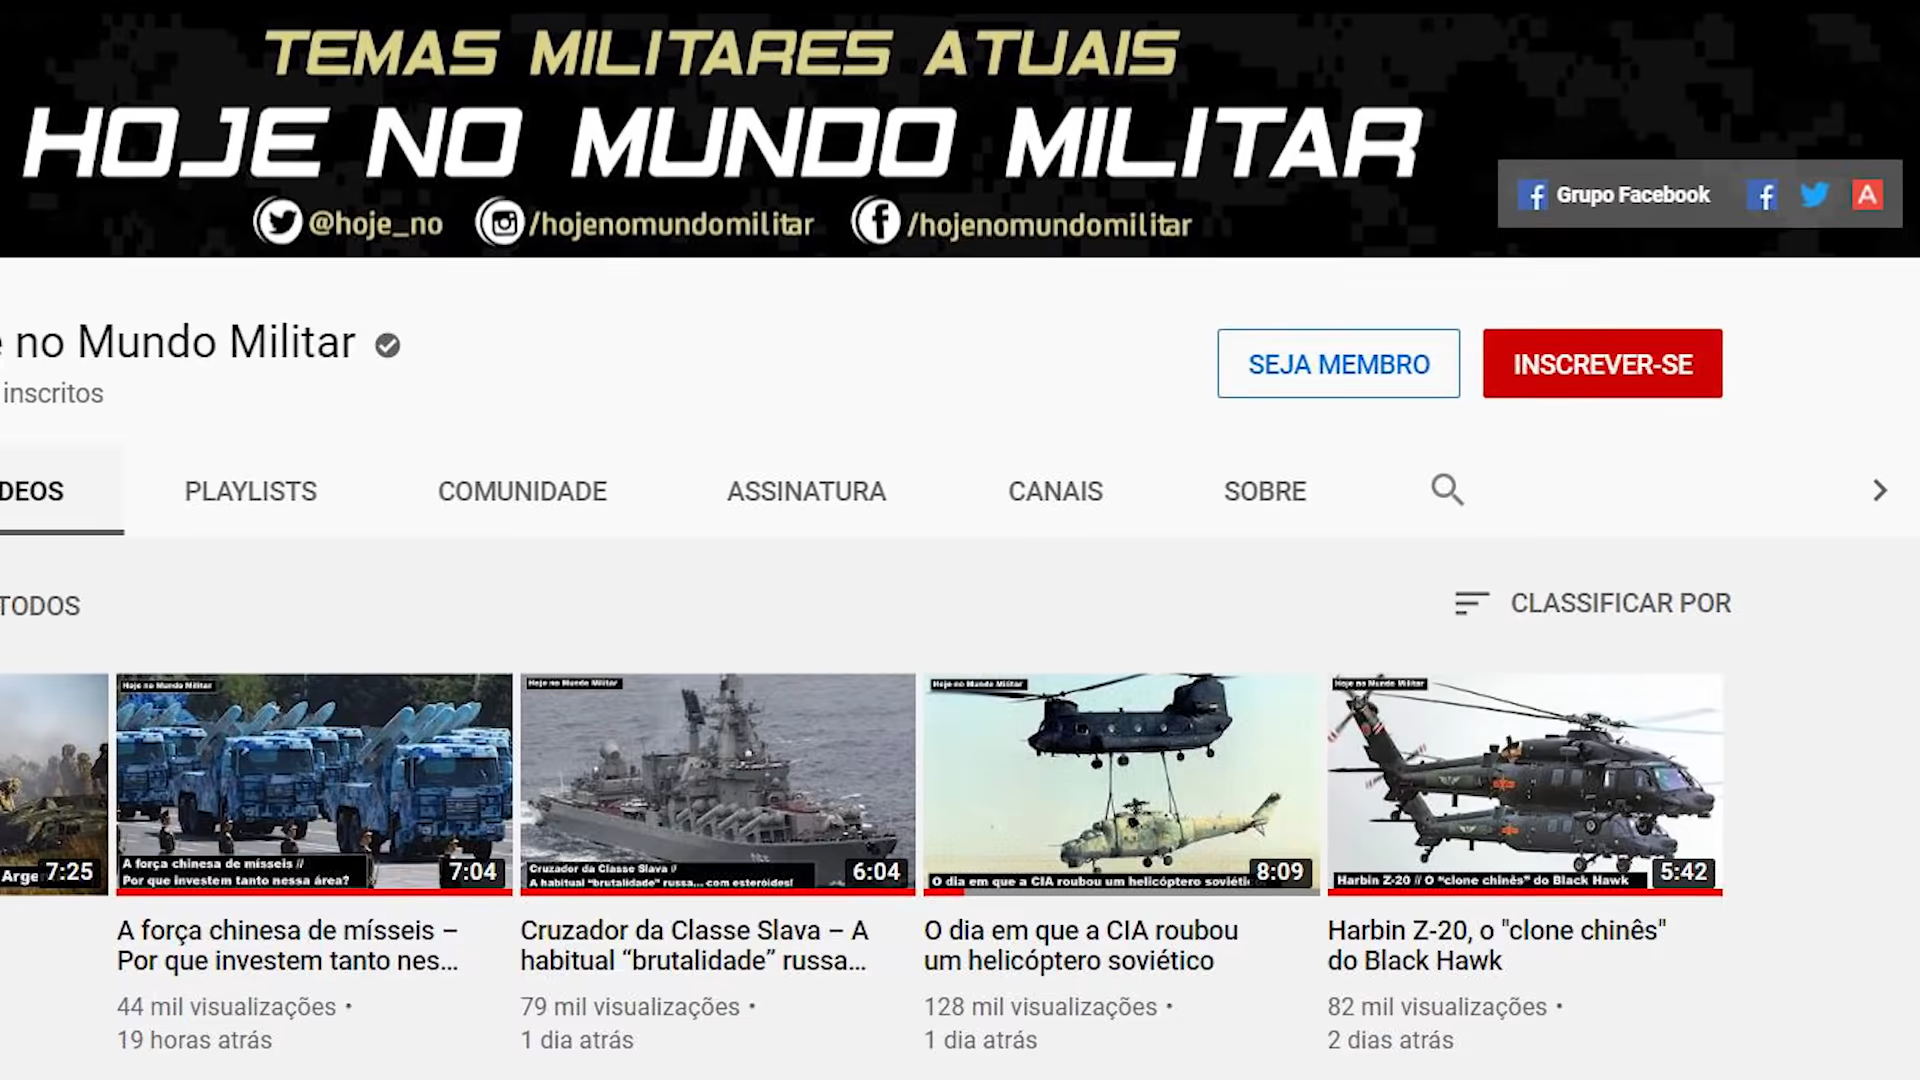 TEMAS MILITARES ATUAIS
HOJE NO MUNDO MILITAR
@hoje_no /hojenomundomilitar /hojenomundomilitar
Grupo Facebook
no Mundo Militar
inscritos
SEJA MEMBRO
INSCREVER-SE
DEOS PLAYLISTS COMUNIDADE ASSINATURA CANAIS SOBRE
TODOS
CLASSIFICAR POR
Arge 7:25
Hoje no Mundo Militar
A força chinesa de mísseis //
Por que investem tanto nessa área?
7:04
A força chinesa de mísseis –
Por que investem tanto nes...
44 mil visualizações •
19 horas atrás
Hoje no Mundo Militar
Cruzador da Classe Slava //
A habitual "brutalidade" russa... com esteróides!
6:04
Cruzador da Classe Slava – A
habitual “brutalidade” russa...
79 mil visualizações •
1 dia atrás
Hoje no Mundo Militar
O dia em que a CIA roubou um helicóptero soviétic
8:09
O dia em que a CIA roubou
um helicóptero soviético
128 mil visualizações •
1 dia atrás
Hoje no Mundo Militar
Harbin Z-20 // O "clone chinês" do Black Hawk
5:42
Harbin Z-20, o "clone chinês"
do Black Hawk
82 mil visualizações •
2 dias atrás